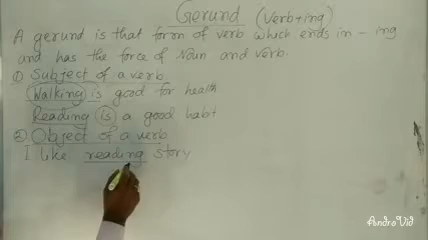 Gerund (Verb+ing)
A gerund is that form of verb which ends in - ing
and has the force of Noun and verb.
1) Subject of a verb
Walking is good for health
Reading is a good habit
2) Object of a verb
I like reading story
AndroVid